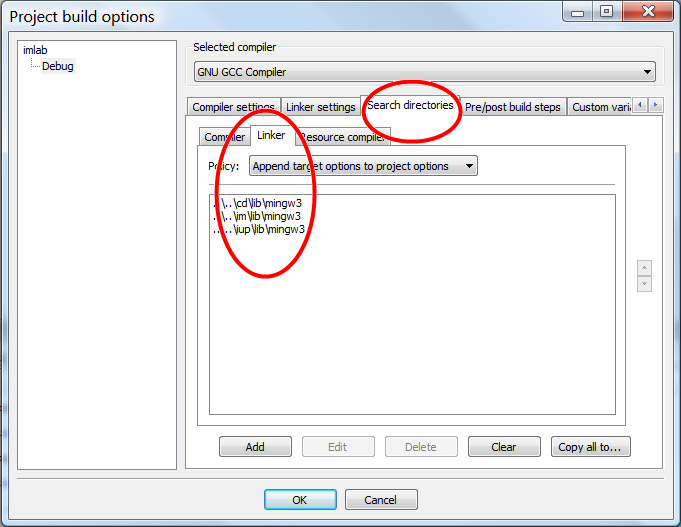 Project build options
imlab
Debug
Selected compiler
GNU GCC Compiler
Compiler settings
Linker settings
Search directories
Pre/post build steps
Custom varia
Compiler
Linker
Resource compiler
Policy:
Append target options to project options
..\..\cd\lib\mingw3
..\..\im\lib\mingw3
..\..\iup\lib\mingw3
Add
Edit
Delete
Clear
Copy all to...
OK
Cancel